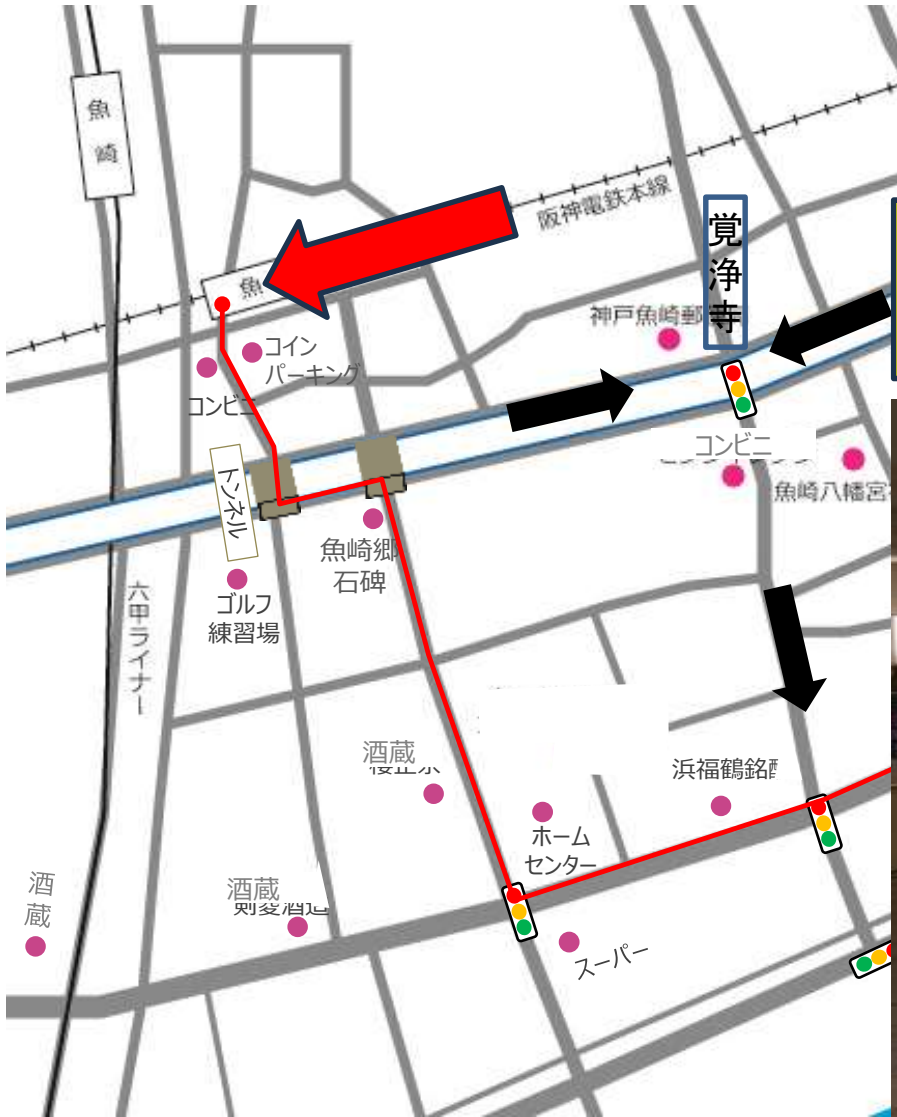 魚崎
魚
阪神電鉄本線
覚浄寺
神戸魚崎郵
コイン
パーキング
コンビニ
コンビニ
魚崎八幡宮
トンネル
魚崎郷
石碑
ゴルフ
練習場
六甲ライナー
酒蔵
浜福鶴銘
ホーム
センター
酒蔵
酒蔵
剣菱酒造
スーパー